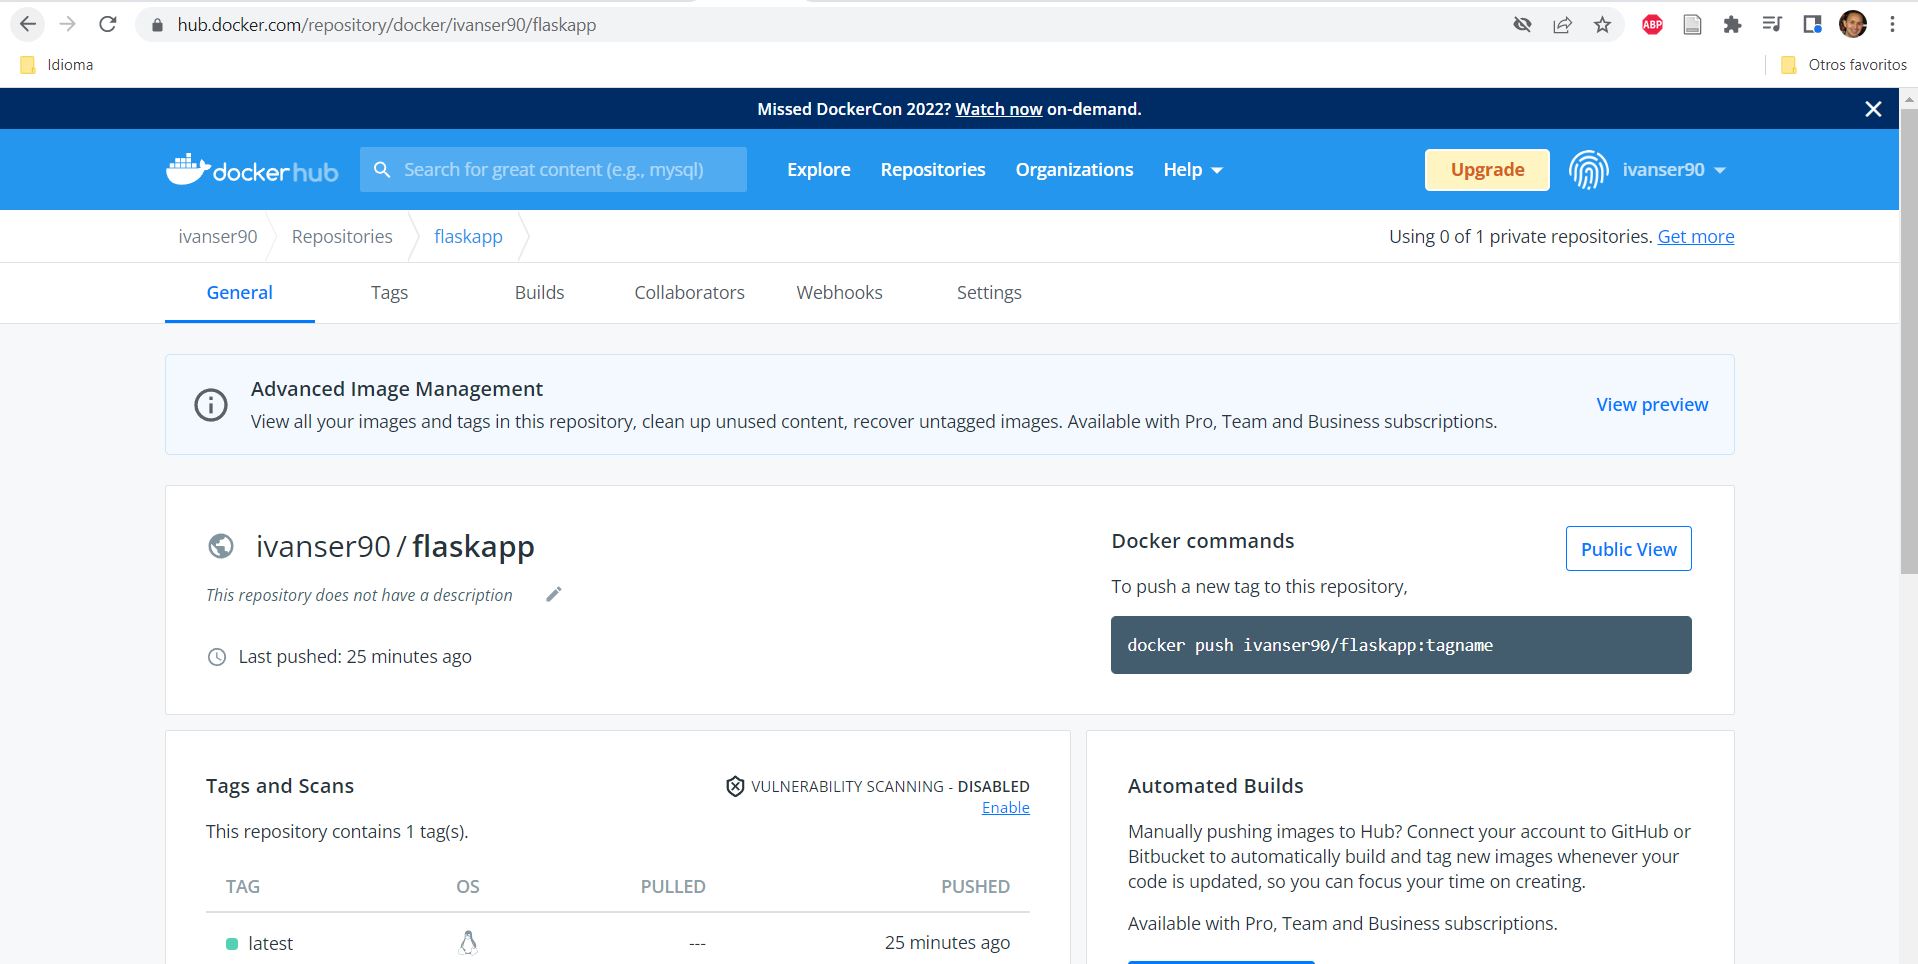 hub.docker.com/repository/docker/ivanser90/flaskapp
ABP
Idioma
Otros favoritos
Missed DockerCon 2022? Watch now on-demand.
dockerhub
Search for great content (e.g., mysql)
Explore
Repositories
Organizations
Help
Upgrade
ivanser90
ivanser90
Repositories
flaskapp
Using 0 of 1 private repositories. Get more
General
Tags
Builds
Collaborators
Webhooks
Settings
Advanced Image Management
View all your images and tags in this repository, clean up unused content, recover untagged images. Available with Pro, Team and Business subscriptions.
View preview
ivanser90 / flaskapp
This repository does not have a description
Last pushed: 25 minutes ago
Docker commands
Public View
To push a new tag to this repository,
docker push ivanser90/flaskapp:tagname
Tags and Scans
VULNERABILITY SCANNING - DISABLED
Enable
This repository contains 1 tag(s).
TAG
OS
PULLED
PUSHED
latest
---
25 minutes ago
Automated Builds
Manually pushing images to Hub? Connect your account to GitHub or
Bitbucket to automatically build and tag new images whenever your
code is updated, so you can focus your time on creating.
Available with Pro, Team and Business subscriptions.